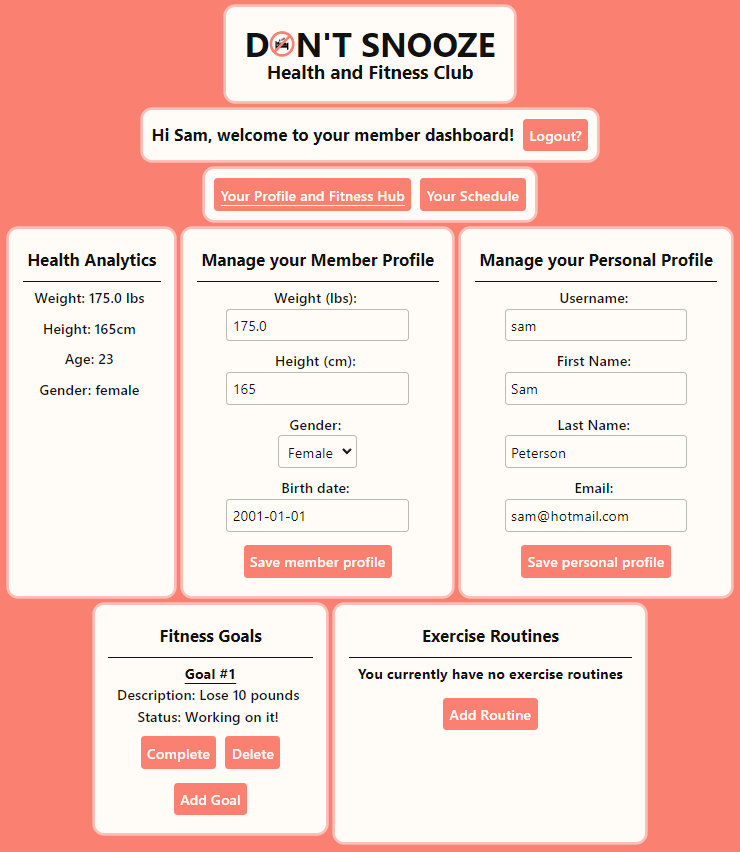 D N'T SNOOZE
Health and Fitness Club
Hi Sam, welcome to your member dashboard! Logout?
Your Profile and Fitness Hub Your Schedule
Health Analytics
Weight: 175.0 lbs
Height: 165cm
Age: 23
Gender: female
Manage your Member Profile
Weight (lbs):
175.0
Height (cm):
165
Gender:
Female
Birth date:
2001-01-01
Save member profile
Manage your Personal Profile
Username:
sam
First Name:
Sam
Last Name:
Peterson
Email:
sam@hotmail.com
Save personal profile
Fitness Goals
Goal #1
Description: Lose 10 pounds
Status: Working on it!
Complete Delete
Add Goal
Exercise Routines
You currently have no exercise routines
Add Routine